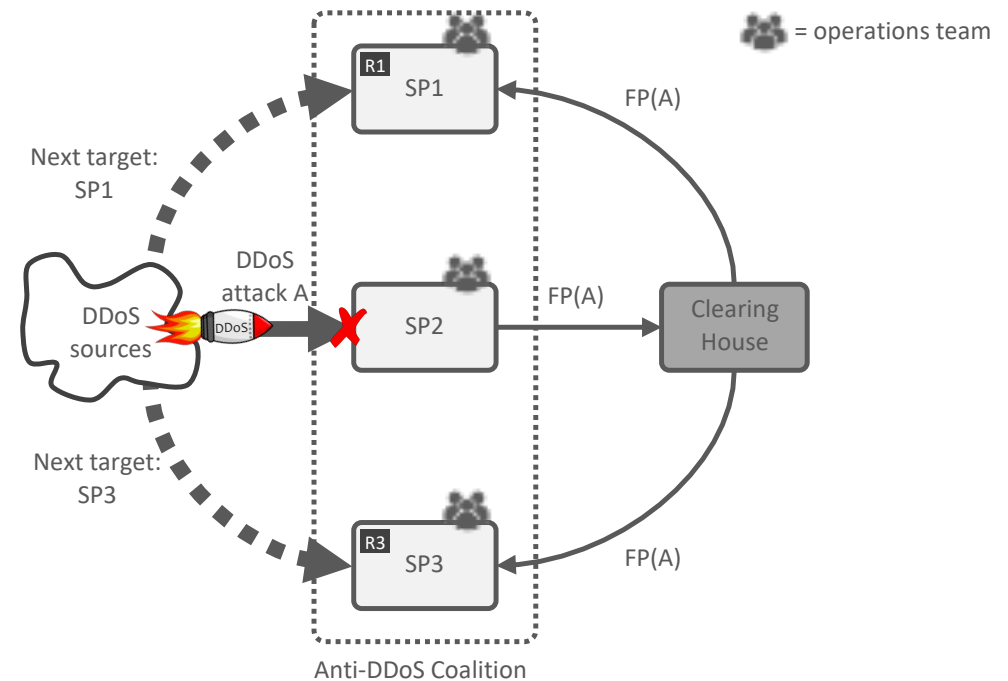 = operations team
R1
SP1
FP(A)
Next target:
SP1
DDoS
attack A
DDoS
sources
DDoS
SP2
FP(A)
Clearing
House
Next target:
SP3
R3
SP3
FP(A)
Anti-DDoS Coalition